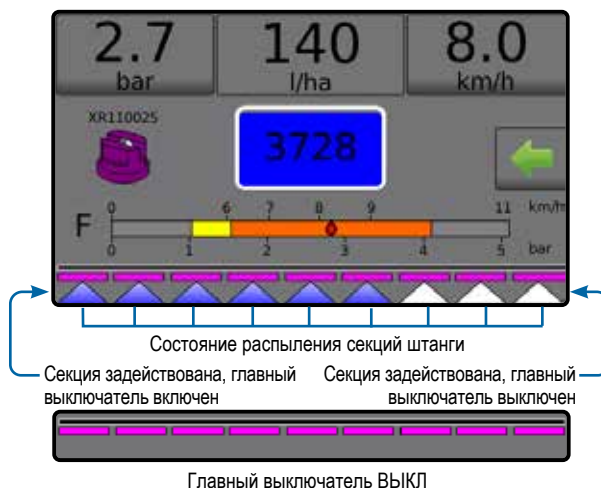 2.7 140 8.0
bar l/ha km/h
XR110025
3728
0 6 7 8 9 11 km/h
F
0 1 2 3 4 5 bar
Состояние распыления секций штанги
Секция задействована, главный выключатель включен
Секция задействована, главный выключатель выключен
Главный выключатель ВЫКЛ